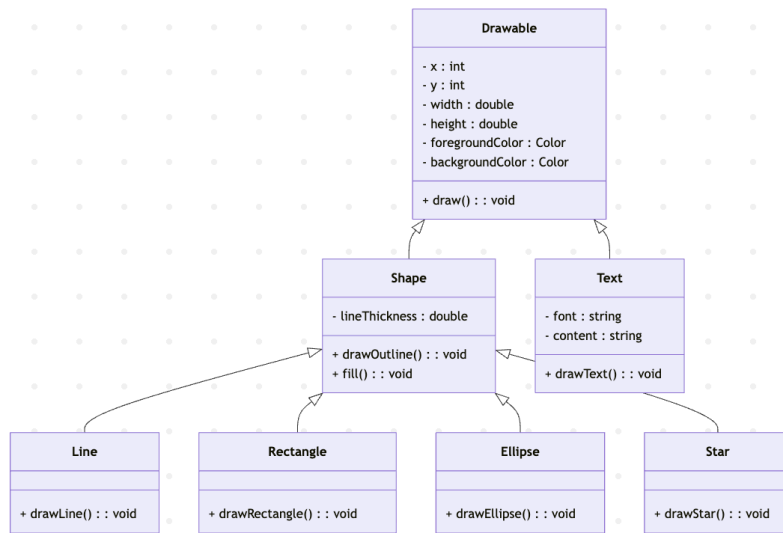 Drawable
- x : int
- y : int
- width : double
- height : double
- foregroundColor : Color
- backgroundColor : Color
+ draw() : : void
Shape
- lineThickness : double
+ drawOutline() : : void
+ fill() : : void
Text
- font : string
- content : string
+ drawText() : : void
Line
+ drawLine() : : void
Rectangle
+ drawRectangle() : : void
Ellipse
+ drawEllipse() : : void
Star
+ drawStar() : : void